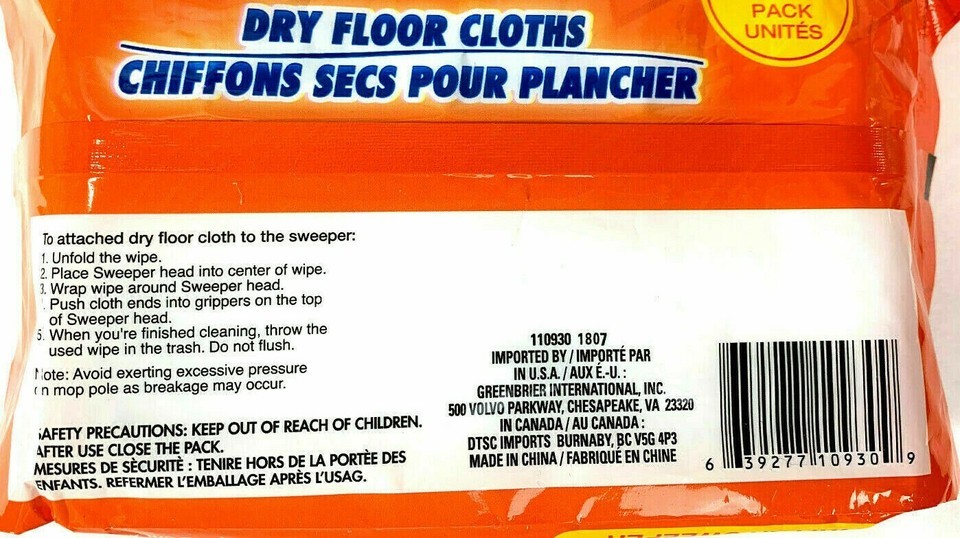 DRY FLOOR CLOTHS
CHIFFONS SECS POUR PLANCHER
PACK
UNITÉS
To attached dry floor cloth to the sweeper:
1. Unfold the wipe.
2. Place Sweeper head into center of wipe.
3. Wrap wipe around Sweeper head.
Push cloth ends into grippers on the top
of Sweeper head.
5. When you're finished cleaning, throw the
used wipe in the trash. Do not flush.
Note: Avoid exerting excessive pressure
on mop pole as breakage may occur.
SAFETY PRECAUTIONS: KEEP OUT OF REACH OF CHILDREN.
AFTER USE CLOSE THE PACK.
MESURES DE SÈCURITÈ : TENIRE HORS DE LA PORTÈE DES
ENFANTS. REFERMER L'EMBALLAGE APRÈS L'USAG.
110930 1807
IMPORTED BY / IMPORTÉ PAR
IN U.S.A. / AUX É.-U. :
GREENBRIER INTERNATIONAL, INC.
500 VOLVO PARKWAY, CHESAPEAKE, VA 23320
IN CANADA / AU CANADA :
DTSC IMPORTS BURNABY, BC V5G 4P3
MADE IN CHINA / FABRIQUÉ EN CHINE
6 39277 10930 9